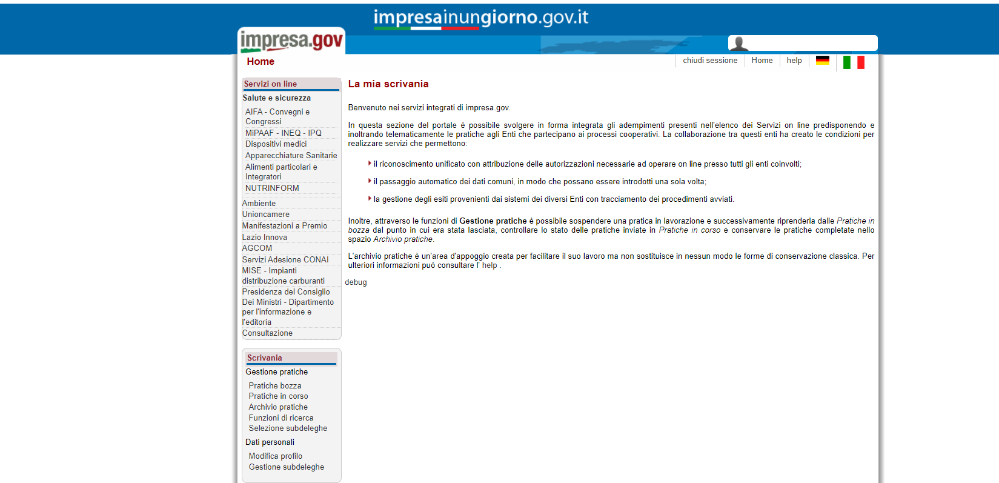 impresainungiorno.gov.it
impresa.gov
Home
chiudi sessione
Home
help
Servizi on line
Salute e sicurezza
AIFA - Convegni e
Congressi
MiPAAF - INEQ - IPQ
Dispositivi medici
Apparecchiature Sanitarie
Alimenti particolari e
Integratori
NUTRINFORM
Ambiente
Unioncamere
Manifestazioni a Premio
Lazio Innova
AGCOM
Servizi Adesione CONAI
MISE - Impianti
distribuzione carburanti
Presidenza del Consiglio
Dei Ministri - Dipartimento
per l'informazione e
l'editoria
Consultazione
Scrivania
Gestione pratiche
Pratiche bozza
Pratiche in corso
Archivio pratiche
Funzioni di ricerca
Selezione subdeleghe
Dati personali
Modifica profilo
Gestione subdeleghe
La mia scrivania
Benvenuto nei servizi integrati di impresa.gov.
In questa sezione del portale è possibile svolgere in forma integrata gli adempimenti presenti nell'elenco dei Servizi on line predisponendo e
inoltrando telematicamente le pratiche agli Enti che partecipano ai processi cooperativi. La collaborazione tra questi enti ha creato le condizioni per
realizzare servizi che permettono:
il riconoscimento unificato con attribuzione delle autorizzazioni necessarie ad operare on line presso tutti gli enti coinvolti;
il passaggio automatico dei dati comuni, in modo che possano essere introdotti una sola volta;
la gestione degli esiti provenienti dai sistemi dei diversi Enti con tracciamento dei procedimenti avviati.
Inoltre, attraverso le funzioni di Gestione pratiche è possibile sospendere una pratica in lavorazione e successivamente riprenderla dalle Pratiche in
bozza dal punto in cui era stata lasciata, controllare lo stato delle pratiche inviate in Pratiche in corso e conservare le pratiche completate nello
spazio Archivio pratiche.
L'archivio pratiche è un'area d'appoggio creata per facilitare il suo lavoro ma non sostituisce in nessun modo le forme di conservazione classica. Per
ulteriori informazioni può consultare l' help .
debug